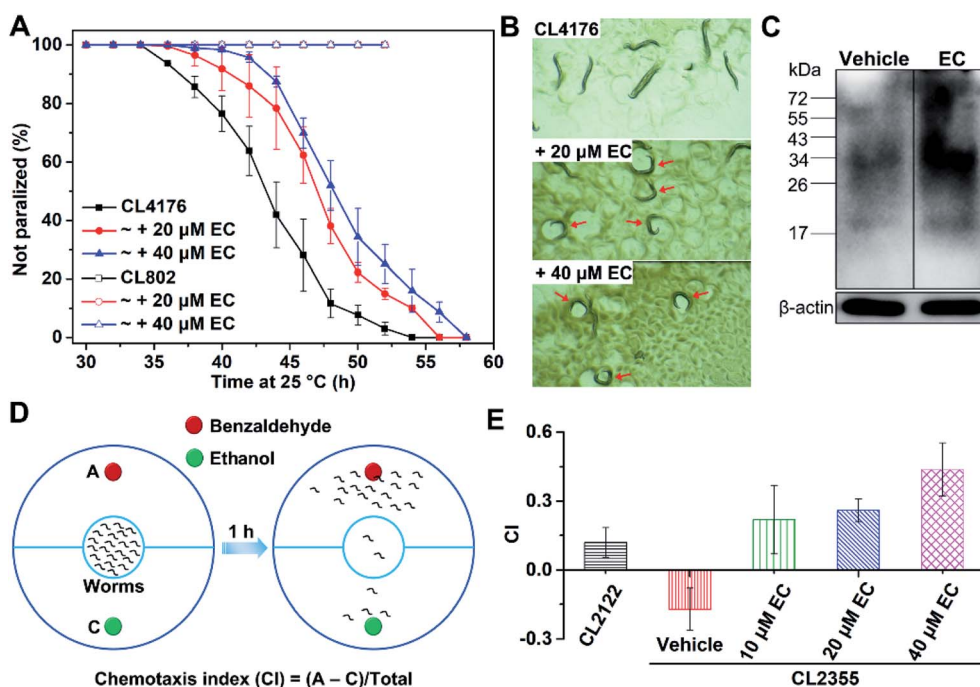 A
100
80
60
40
20
0
Not paralized (%)
CL4176
~ + 20 μM EC
~ + 40 μM EC
CL802
~ + 20 μM EC
~ + 40 μM EC
30 35 40 45 50 55 60
Time at 25 °C (h)
B
CL4176
+ 20 μM EC
+ 40 μM EC
C
Vehicle EC
kDa
72
55
43
34
26
17
β-actin
D
Benzaldehyde
Ethanol
A
1 h
Worms
C
Chemotaxis index (CI) = (A – C)/Total
E
0.6
0.3
0.0
-0.3
CI
CL2122
Vehicle
10 μM EC
20 μM EC
40 μM EC
CL2355